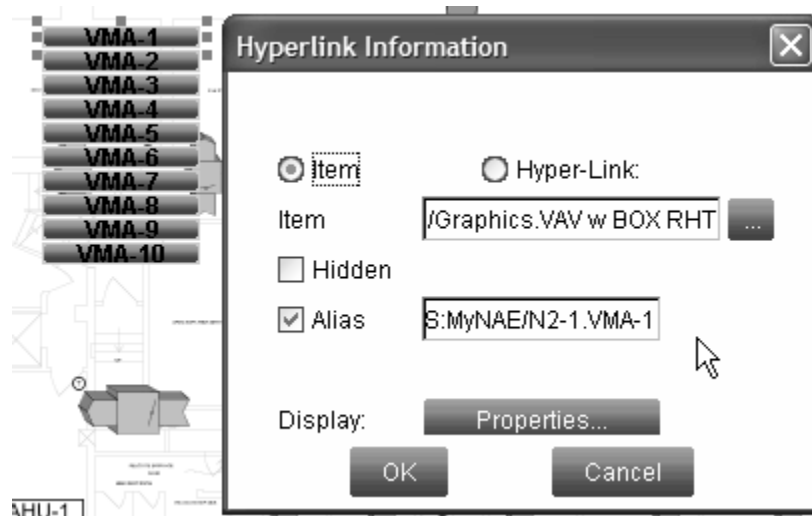 VMA-1
VMA-2
VMA-3
VMA-4
VMA-5
VMA-6
VMA-7
VMA-8
VMA-9
VMA-10
AHU-1
Hyperlink Information
Item Hyper-Link:
Item /Graphics.VAV w BOX RHT ...
Hidden
Alias S:MyNAE/N2-1.VMA-1
Display: Properties...
OK Cancel